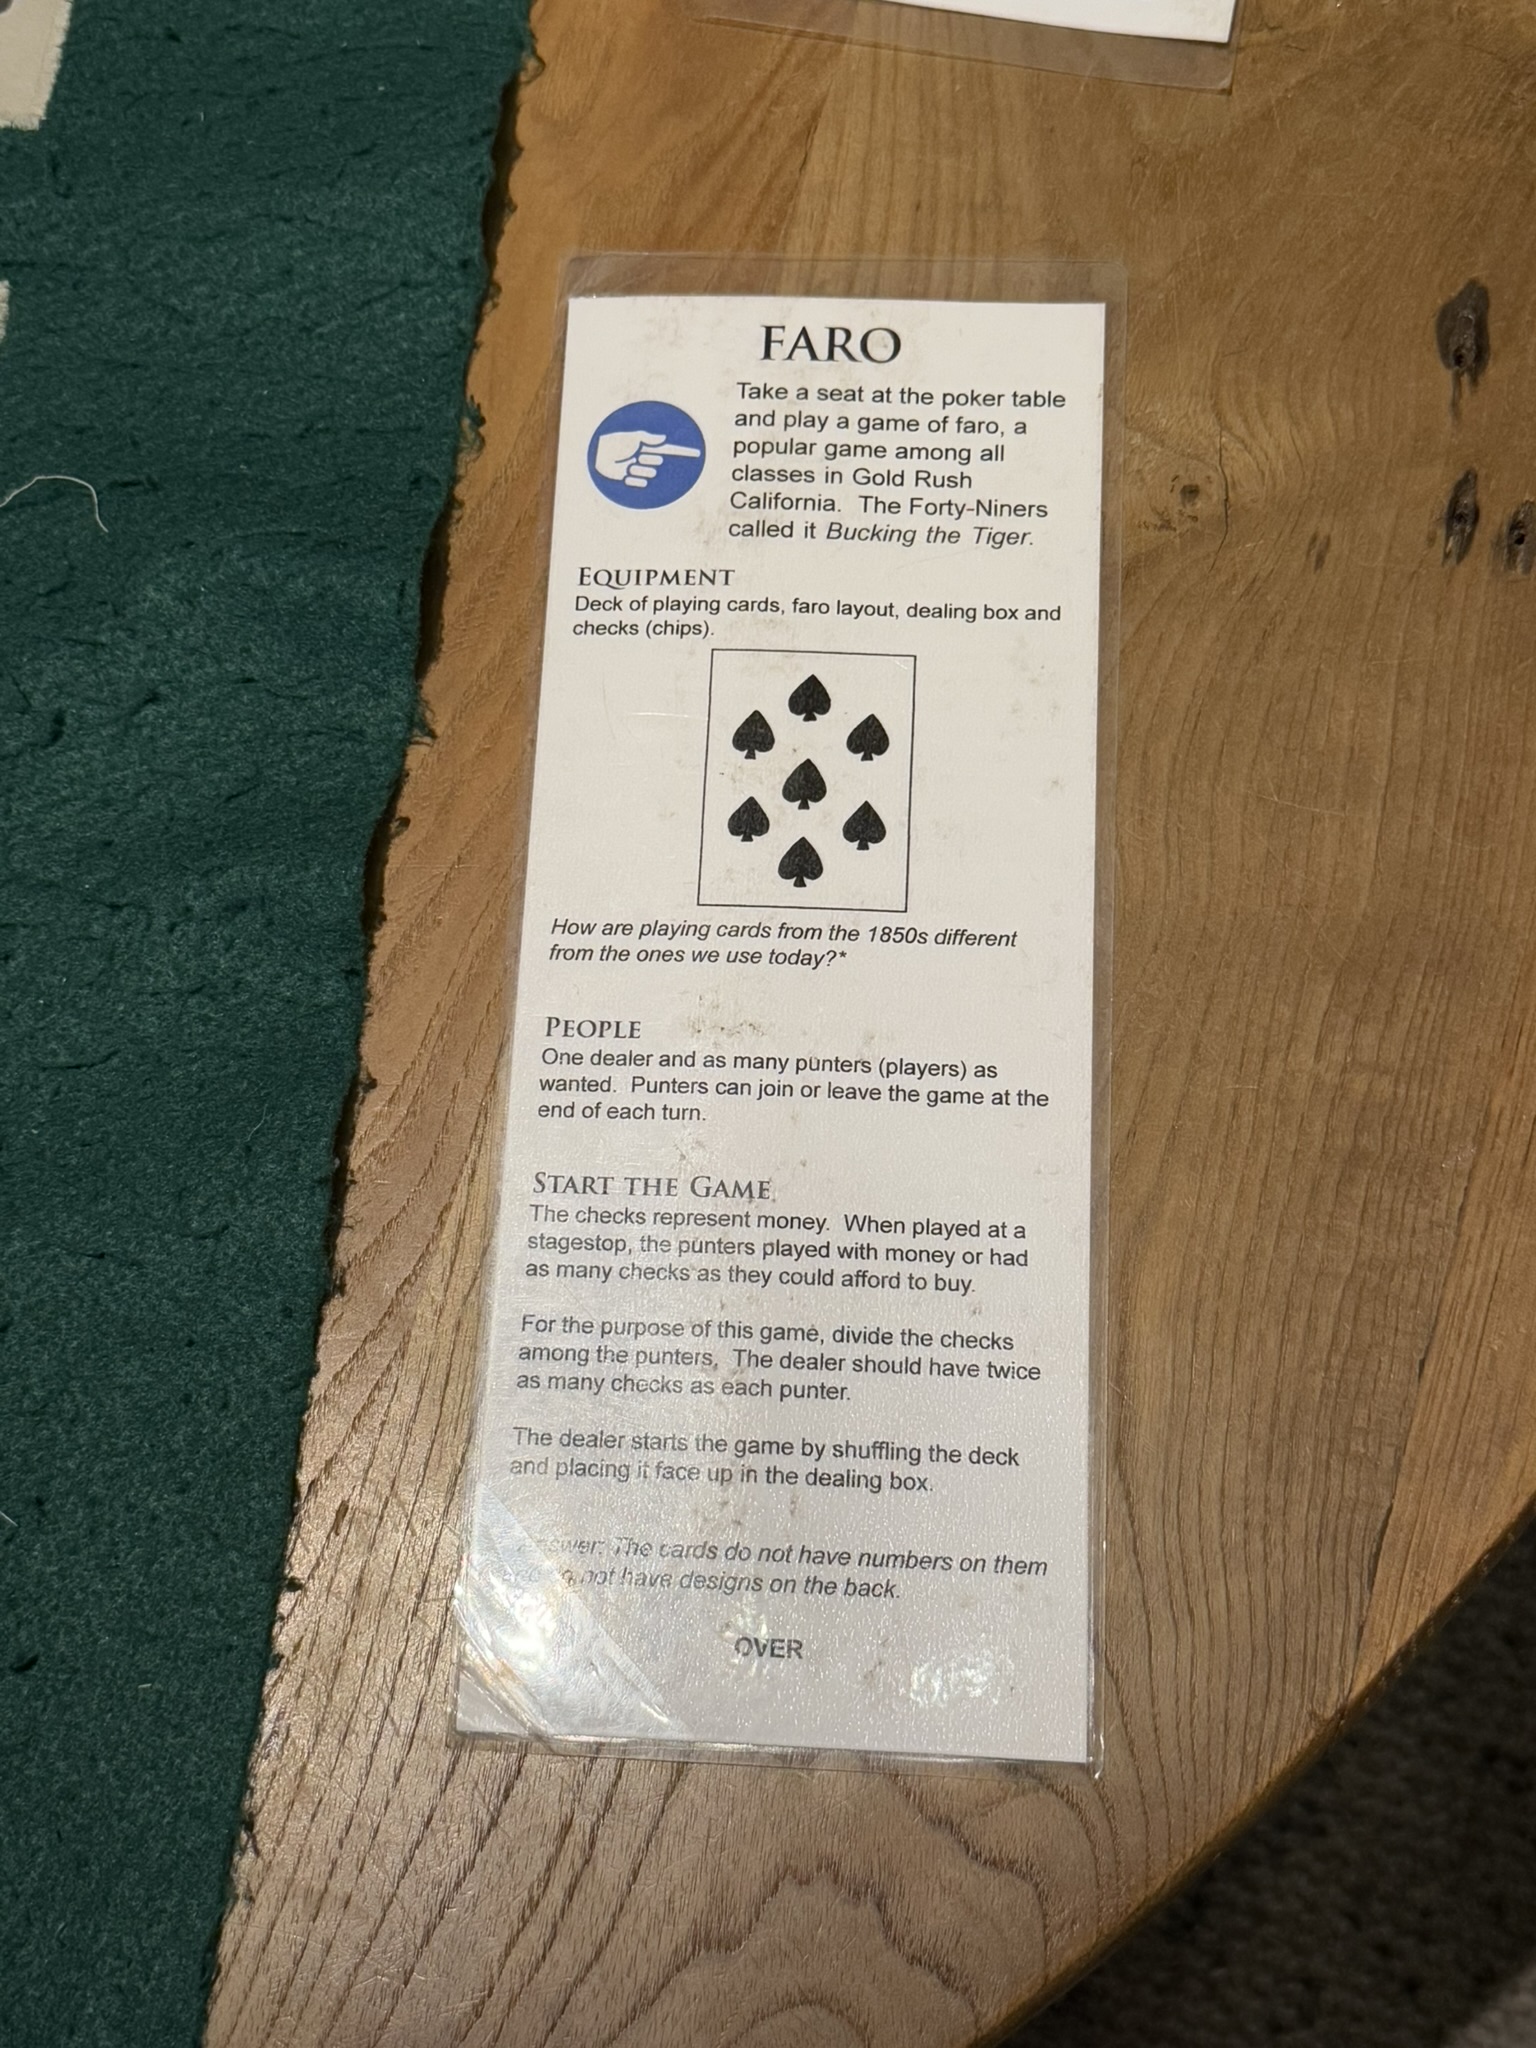 FARO
Take a seat at the poker table
and play a game of faro, a
popular game among all
classes in Gold Rush
California. The Forty-Niners
called it Bucking the Tiger.
EQUIPMENT
Deck of playing cards, faro layout, dealing box and
checks (chips).
How are playing cards from the 1850s different
from the ones we use today?*
PEOPLE
One dealer and as many punters (players) as
wanted. Punters can join or leave the game at the
end of each turn.
START THE GAME
The checks represent money. When played at a
stagestop, the punters played with money or had
as many checks as they could afford to buy.
For the purpose of this game, divide the checks
among the punters. The dealer should have twice
as many checks as each punter.
The dealer starts the game by shuffling the deck
and placing it face up in the dealing box.
Answer: The cards do not have numbers on them
not have designs on the back.
OVER